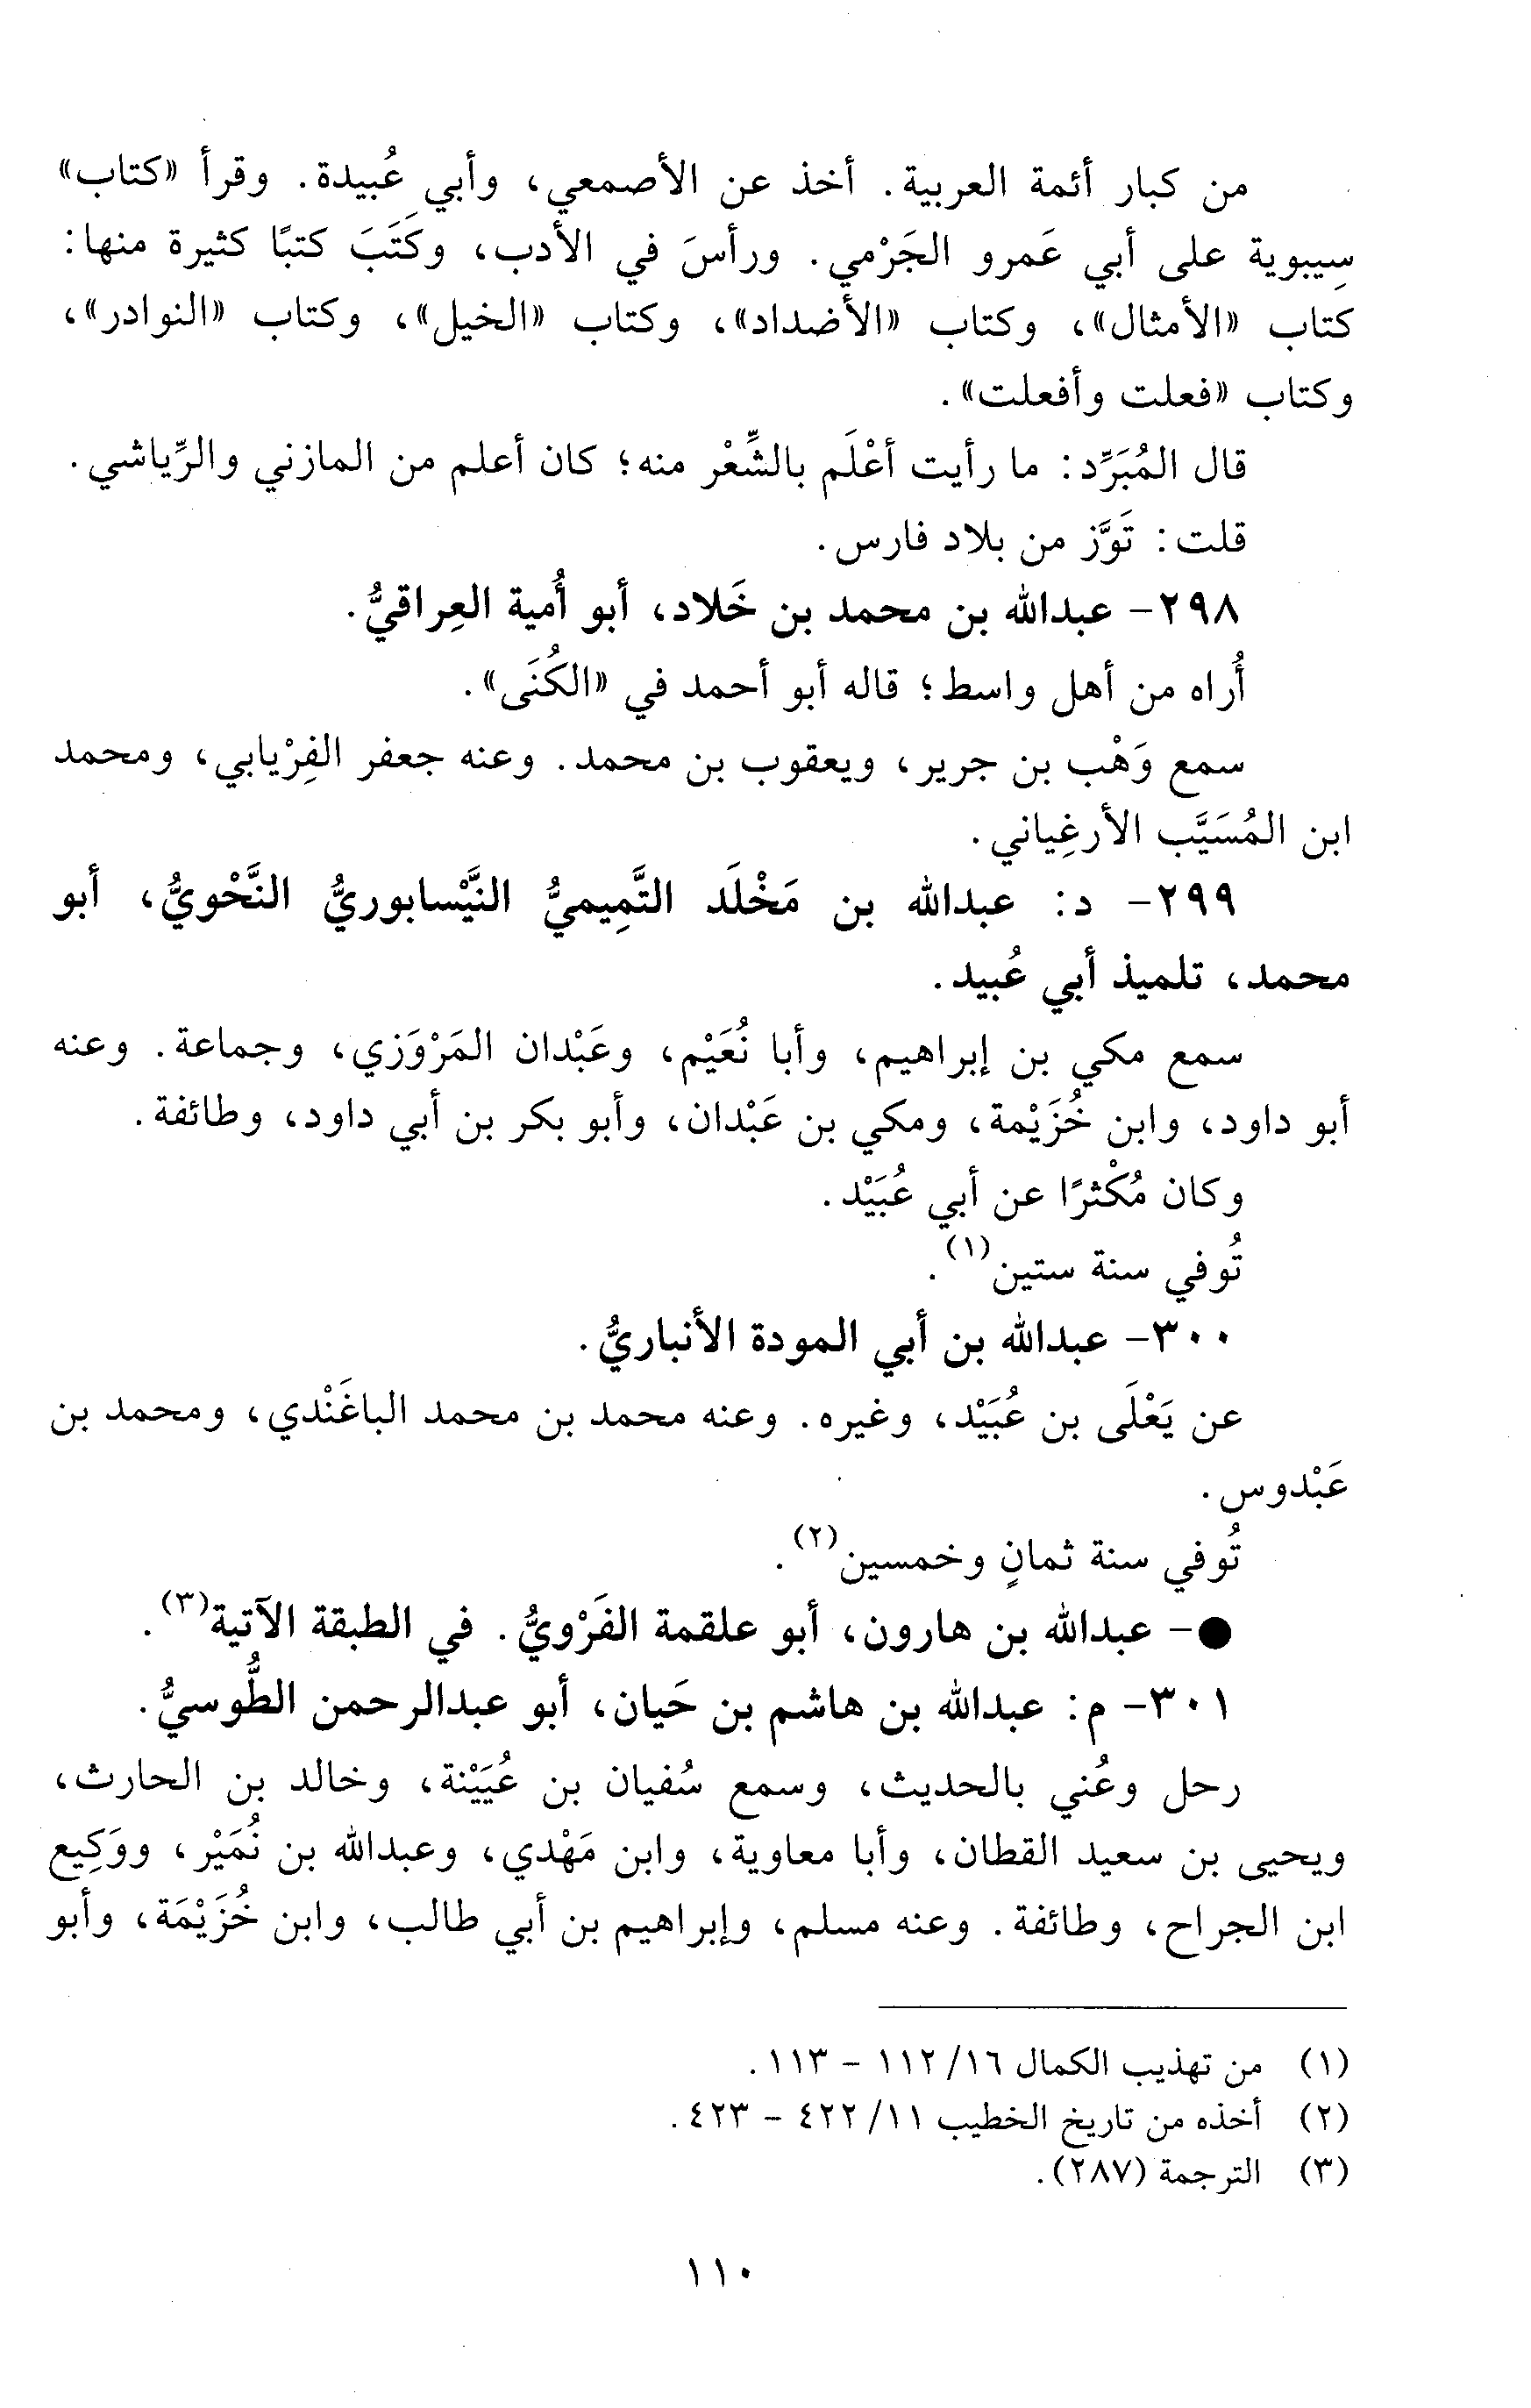 من كبار أئمة العربية. أخذ عن الأصمعي، وأبي عُبيدة. وقرأ «كتاب»
سِيبوية على أبي عَمرو الجَرْمي. ورأسَ في الأدب، وكَتَبَ كتبًا كثيرة منها:
كتاب «الأمثال»، وكتاب «الأضداد»، وكتاب «الخيل»، وكتاب «النوادر»،
وكتاب «فعلت وأفعلت».
قال المُبَرِّد: ما رأيت أعْلَم بالشِّعْر منه؛ كان أعلم من المازني والرِّياشي.
قلت: تَوَّز من بلاد فارس.
٢٩٨- عبدالله بن محمد بن خَلاد، أبو أُمية العِراقيُّ.
أُراه من أهل واسط؛ قاله أبو أحمد في «الكُنَى».
سمع وَهْب بن جرير، ويعقوب بن محمد. وعنه جعفر الفِرْيابي، ومحمد
ابن المُسَيَّب الأرغِياني.
٢٩٩- د: عبدالله بن مَخْلَد التَّمِيميُّ النَّيْسابوريُّ النَّحْويُّ، أبو
محمد، تلميذ أبي عُبيد.
سمع مكي بن إبراهيم، وأبا نُعَيْم، وعَبْدان المَرْوَزي، وجماعة. وعنه
أبو داود، وابن خُزَيْمة، ومكي بن عَبْدان، وأبو بكر بن أبي داود، وطائفة.
وكان مُكْثرًا عن أبي عُبَيْد.
تُوفي سنة ستين(١).
٣٠٠- عبدالله بن أبي المودة الأنباريُّ.
عن يَعْلَى بن عُبَيْد، وغيره. وعنه محمد بن محمد الباغَنْدي، ومحمد بن
عَبْدوس.
تُوفي سنة ثمانٍ وخمسين(٢).
●- عبدالله بن هارون، أبو علقمة الفَرْويُّ. في الطبقة الآتية(٣).
٣٠١- م: عبدالله بن هاشم بن حَيان، أبو عبدالرحمن الطُّوسيُّ.
رحل وعُني بالحديث، وسمع سُفيان بن عُيَيْنة، وخالد بن الحارث،
ويحيى بن سعيد القطان، وأبا معاوية، وابن مَهْدي، وعبدالله بن نُمَيْر، ووَكِيع
ابن الجراح، وطائفة. وعنه مسلم، وإبراهيم بن أبي طالب، وابن خُزَيْمَة، وأبو
(١) من تهذيب الكمال ١٦/ ١١٢ - ١١٣.
(٢) أخذه من تاريخ الخطيب ١١/ ٤٢٢ - ٤٢٣.
(٣) الترجمة (٢٨٧).
١١٠